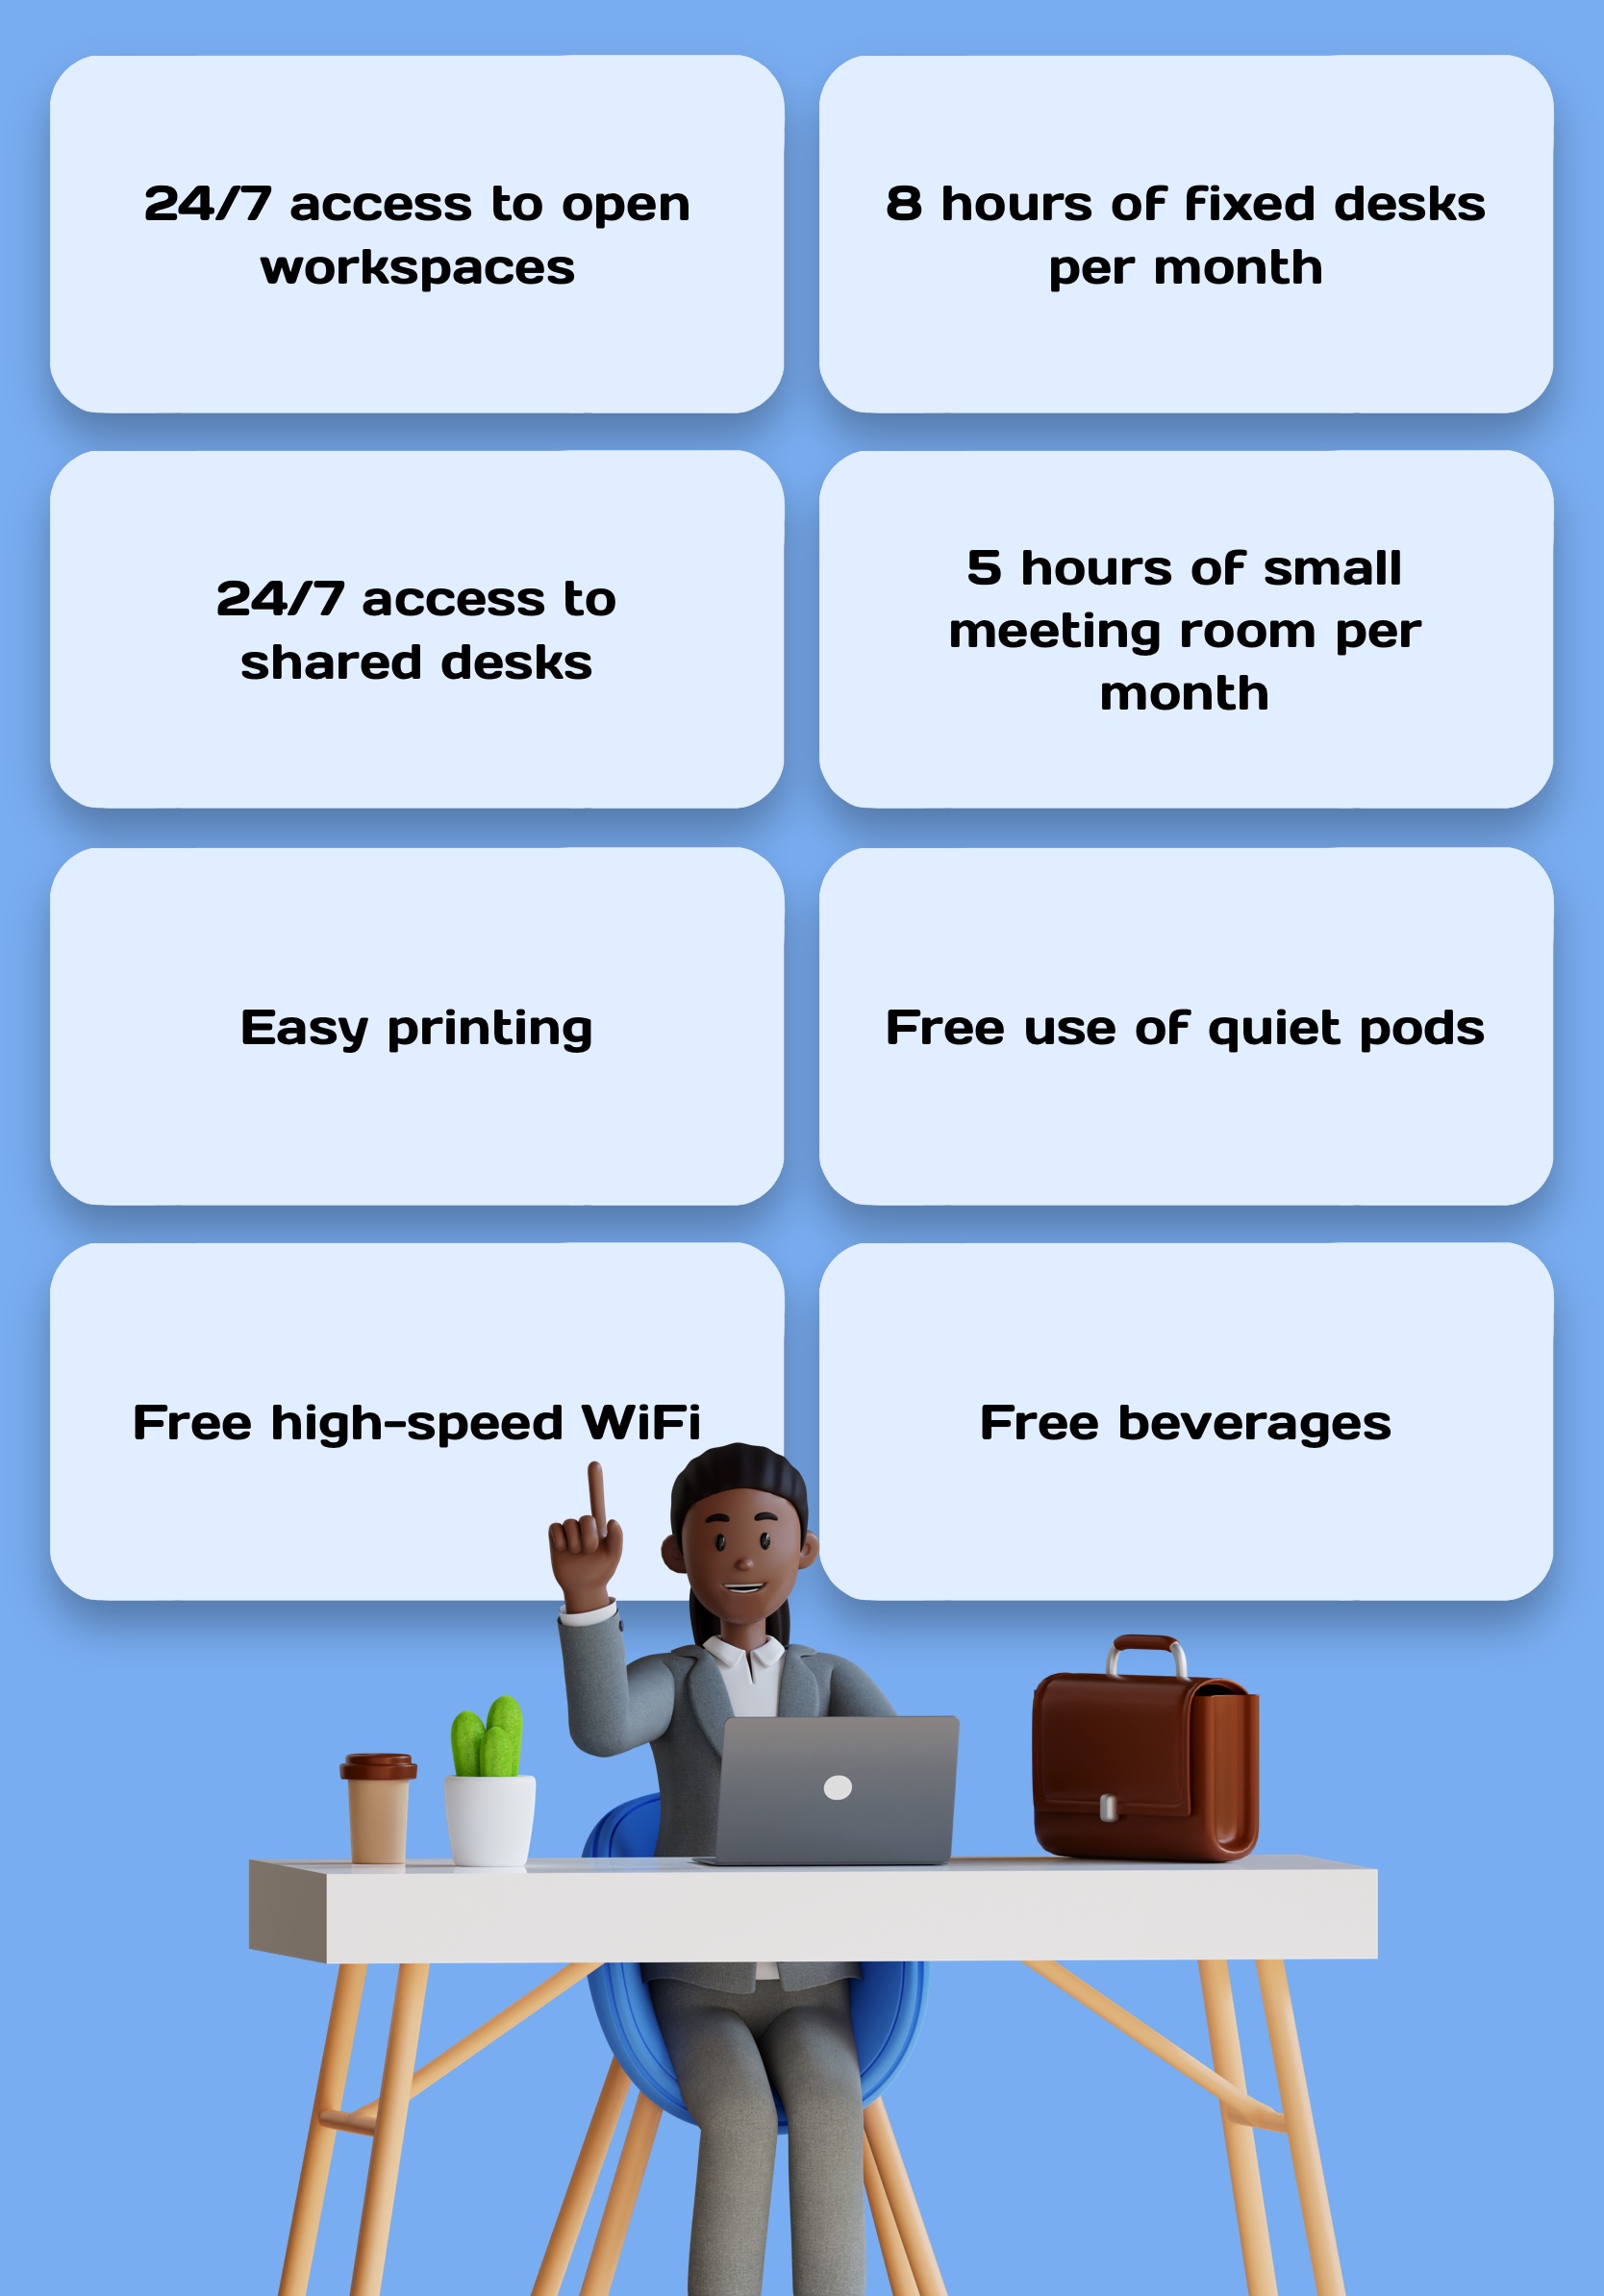 24/7 access to open
workspaces
8 hours of fixed desks
per month
24/7 access to
shared desks
5 hours of small
meeting room per
month
Easy printing
Free use of quiet pods
Free high-speed WiFi
Free beverages